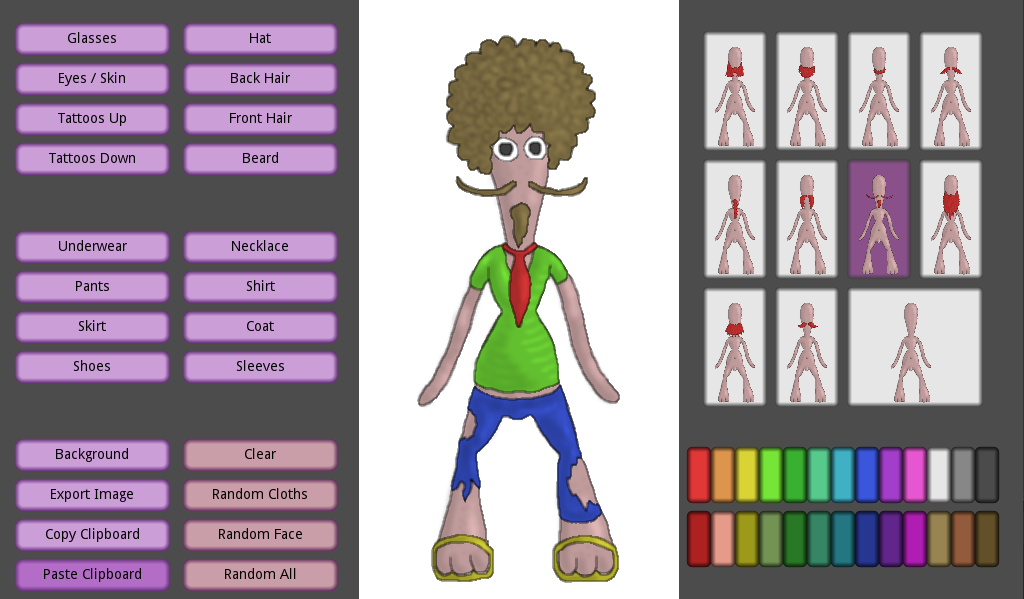 Glasses
Hat
Eyes / Skin
Back Hair
Tattoos Up
Front Hair
Tattoos Down
Beard
Underwear
Necklace
Pants
Shirt
Skirt
Coat
Shoes
Sleeves
Background
Clear
Export Image
Random Cloths
Copy Clipboard
Random Face
Paste Clipboard
Random All